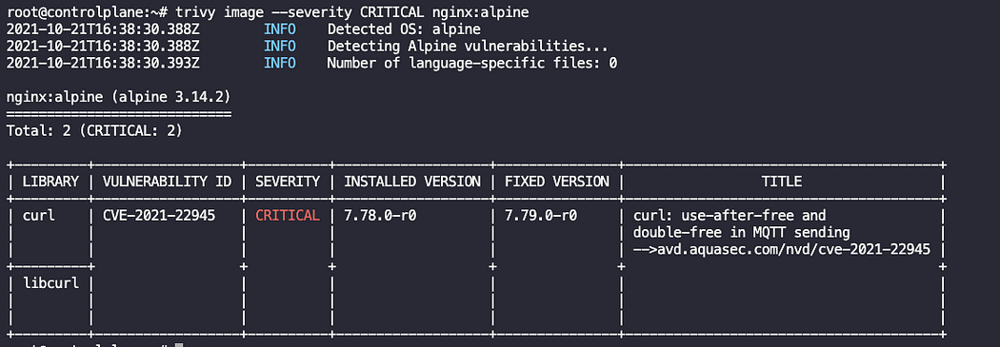 root@controlplane:~# trivy image --severity CRITICAL nginx:alpine
2021-10-21T16:38:30.388Z INFO Detected OS: alpine
2021-10-21T16:38:30.388Z INFO Detecting Alpine vulnerabilities...
2021-10-21T16:38:30.393Z INFO Number of language-specific files: 0
nginx:alpine (alpine 3.14.2)
============================
Total: 2 (CRITICAL: 2)
+---------+------------------+----------+-------------------+---------------+---------------------------------------+
| LIBRARY | VULNERABILITY ID | SEVERITY | INSTALLED VERSION | FIXED VERSION | TITLE |
+---------+------------------+----------+-------------------+---------------+---------------------------------------+
| curl | CVE-2021-22945 | CRITICAL | 7.78.0-r0 | 7.79.0-r0 | curl: use-after-free and |
| | | | | | double-free in MQTT sending |
| | | | | | -->avd.aquasec.com/nvd/cve-2021-22945 |
+---------+ + + + + +
| libcurl | | | | | |
| | | | | | |
| | | | | | |
+---------+------------------+----------+-------------------+---------------+---------------------------------------+